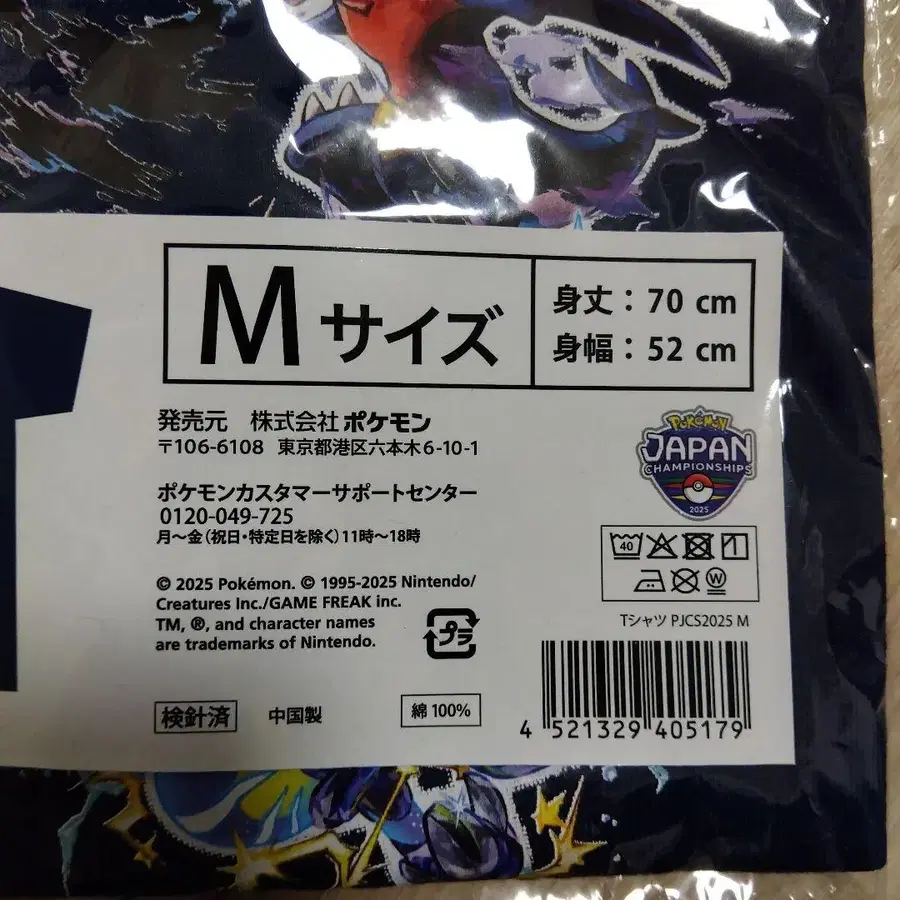 M サイズ
身丈：70 cm
身幅：52 cm
発売元　株式会社 ポケモン
〒106-6108 東京都港区六本木6-10-1
Pokémon
JAPAN
CHAMPIONSHIPS
2025
ポケモンカスタマーサポートセンター
0120-049-725
月～金（祝日・特定日を除く）11時～18時
40
W
© 2025 Pokémon. © 1995-2025 Nintendo/
Creatures Inc./GAME FREAK inc.
TM, ®, and character names
are trademarks of Nintendo.
プラ
Tシャツ PJCS2025 M
検針済
中国製
綿 100%
4 521329 405179